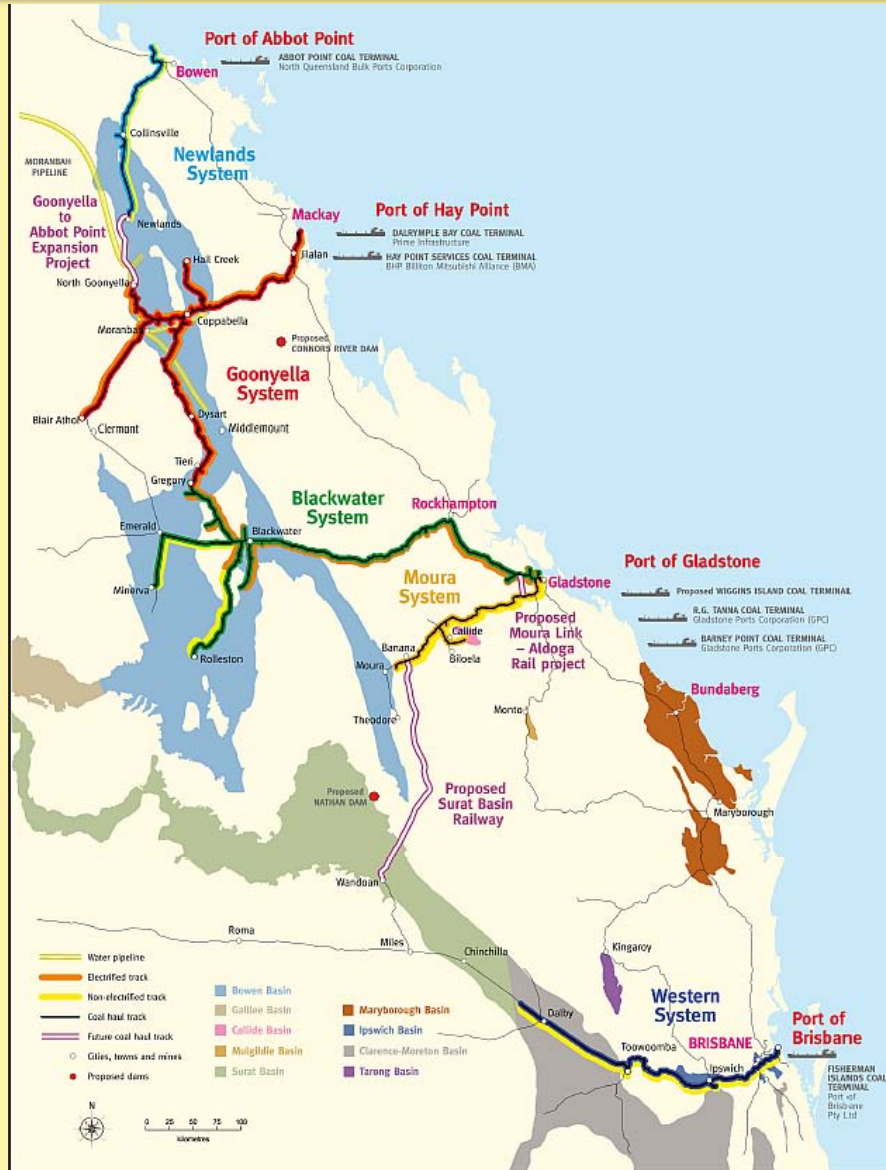 Port of Abbot Point
ABBOT POINT COAL TERMINAL
North Queensland Bulk Ports Corporation
Bowen
Collinsville
Newlands
System
MORANBAH
PIPELINE
Goonyella
to
Abbot Point
Expansion
Project
Newlands
Mackay
Port of Hay Point
DALRYMPLE BAY COAL TERMINAL
Prime Infrastructure
HAY POINT SERVICES COAL TERMINAL
BHP Billiton Mitsubishi Alliance (BMA)
Jilalan
Hail Creek
North Goonyella
Coppabella
Moranbah
Proposed
CONNORS RIVER DAM
Goonyella
System
Blair Athol
Clermont
Dysart
Middlemount
Tieri
Gregory
Blackwater
System
Rockhampton
Emerald
Blackwater
Minerva
Moura
System
Gladstone
Port of Gladstone
Proposed WIGGINS ISLAND COAL TERMINAL
R.G. TANNA COAL TERMINAL
Gladstone Ports Corporation (GPC)
BARNEY POINT COAL TERMINAL
Gladstone Ports Corporation (GPC)
Proposed
Moura Link
– Aldoga
Rail project
Callide
Banana
Biloela
Moura
Rolleston
Theodore
Monto
Bundaberg
Proposed
NATHAN DAM
Proposed
Surat Basin
Railway
Maryborough
Wandoan
Roma
Miles
Chinchilla
Kingaroy
Water pipeline
Electrified track
Non-electrified track
Coal haul track
Future coal haul track
Cities, towns and mines
Proposed dams
Bowen Basin
Galilee Basin
Callide Basin
Mulgildie Basin
Surat Basin
Maryborough Basin
Ipswich Basin
Clarence-Moreton Basin
Tarong Basin
Dalby
Western
System
Toowoomba
BRISBANE
Ipswich
Port of
Brisbane
FISHERMAN
ISLANDS COAL
TERMINAL
Port of
Brisbane
Pty Ltd
N
0 25 50 75 100
kilometres